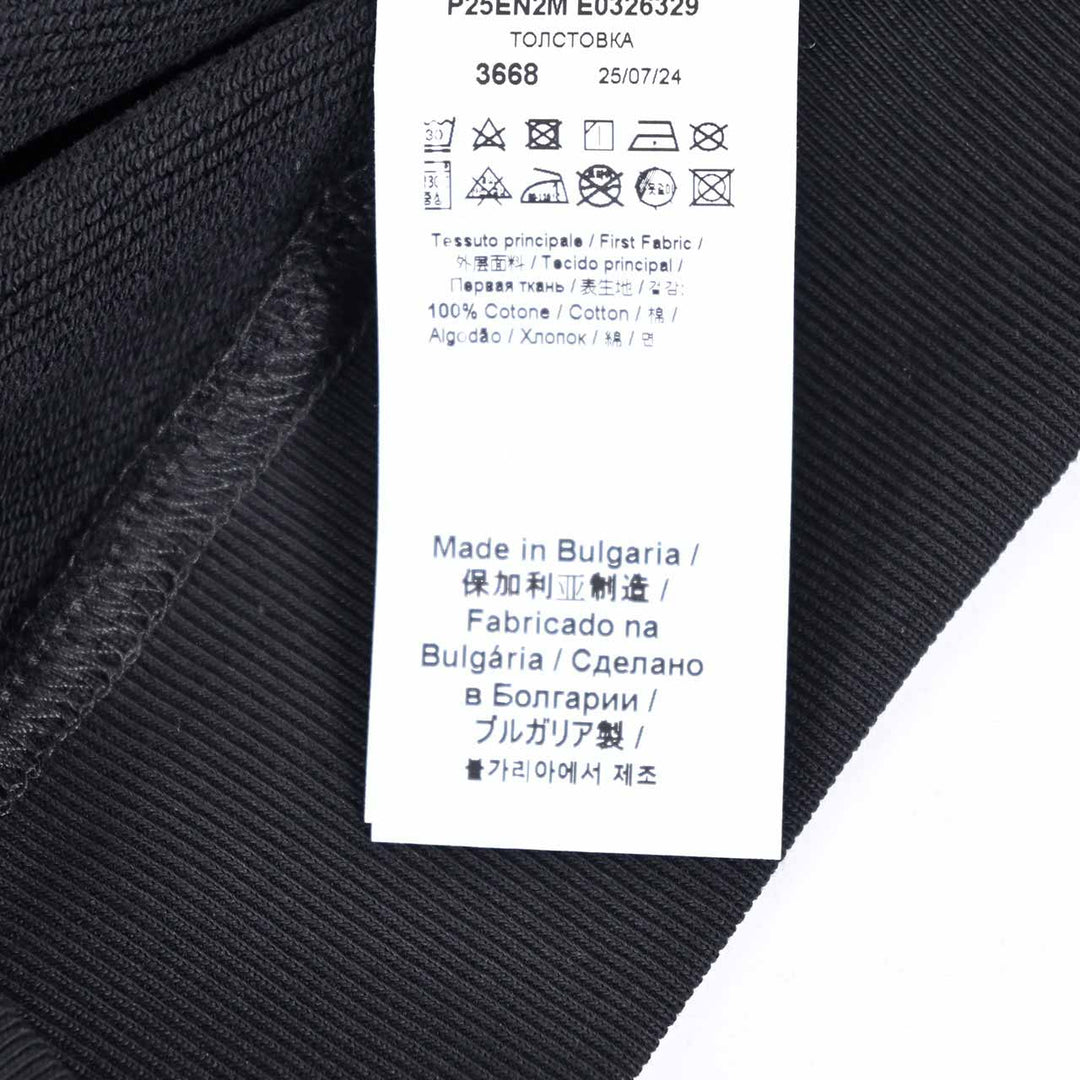 P25EN2M E0326329
ТОЛСТОВКА
3668 25/07/24
30
30
Tessuto principale / First Fabric /
外层面料 / Tecido principal /
Первая ткань / 表生地 / 겉감:
100% Cotone / Cotton / 棉 /
Algodão / Хлопок / 綿 / 면
Made in Bulgaria /
保加利亚制造 /
Fabricado na
Bulgária / Сделано
в Болгарии /
ブルガリア製 /
불가리아에서 제조